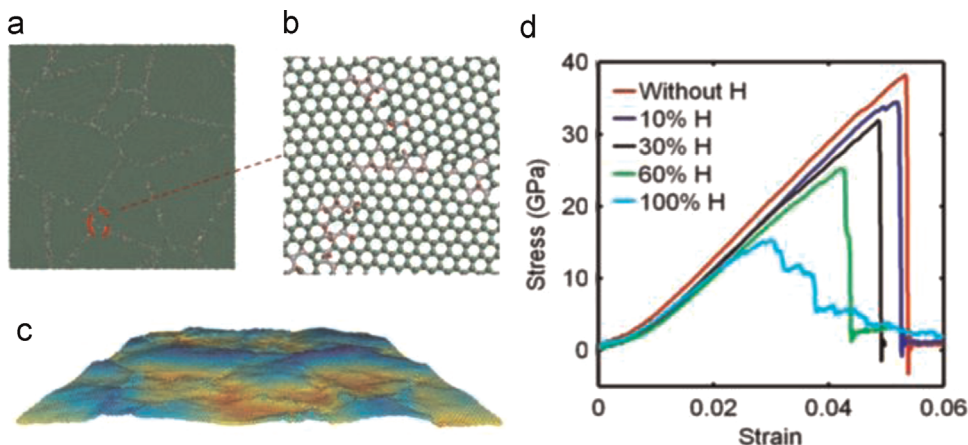 a
b
d
40
30
20
10
0
Stress (GPa)
Without H
10% H
30% H
60% H
100% H
0
0.02
0.04
0.06
Strain
c